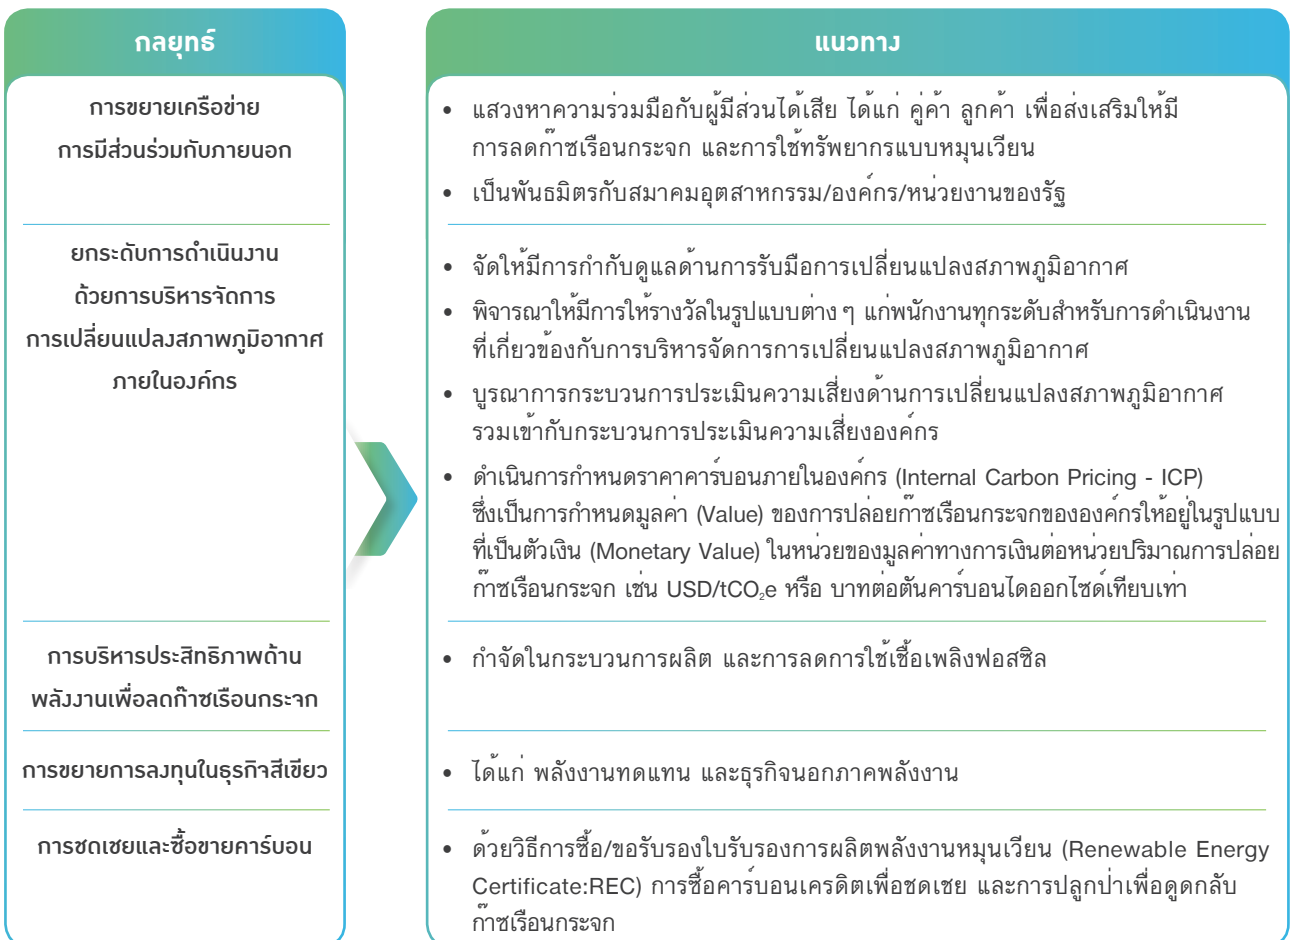 กลยุทธ์
แนวทาง
การขยายเครือข่าย
การมีส่วนร่วมกับภายนอก
• แสวงหาความร่วมมือกับผู้มีส่วนได้เสีย ได้แก่ คู่ค้า ลูกค้า เพื่อส่งเสริมให้มี
การลดก๊าซเรือนกระจก และการใช้ทรัพยากรแบบหมุนเวียน
• เป็นพันธมิตรกับสมาคมอุตสาหกรรม/องค์กร/หน่วยงานของรัฐ
ยกระดับการดำเนินงาน
ด้วยการบริหารจัดการ
การเปลี่ยนแปลงสภาพภูมิอากาศ
ภายในองค์กร
• จัดให้มีการกำกับดูแลด้านการรับมือการเปลี่ยนแปลงสภาพภูมิอากาศ
• พิจารณาให้มีการให้รางวัลในรูปแบบต่าง ๆ แก่พนักงานทุกระดับสำหรับการดำเนินงาน
ที่เกี่ยวข้องกับการบริหารจัดการการเปลี่ยนแปลงสภาพภูมิอากาศ
• บูรณาการกระบวนการประเมินความเสี่ยงด้านการเปลี่ยนแปลงสภาพภูมิอากาศ
รวมเข้ากับกระบวนการประเมินความเสี่ยงองค์กร
• ดำเนินการกำหนดราคาคาร์บอนภายในองค์กร (Internal Carbon Pricing - ICP)
ซึ่งเป็นการกำหนดมูลค่า (Value) ของการปล่อยก๊าซเรือนกระจกขององค์กรให้อยู่ในรูปแบบ
ที่เป็นตัวเงิน (Monetary Value) ในหน่วยของมูลค่าทางการเงินต่อหน่วยปริมาณการปล่อย
ก๊าซเรือนกระจก เช่น USD/tCO₂e หรือ บาทต่อตันคาร์บอนไดออกไซด์เทียบเท่า
การบริหารประสิทธิภาพด้าน
พลังงานเพื่อลดก๊าซเรือนกระจก
• กำจัดในกระบวนการผลิต และการลดการใช้เชื้อเพลิงฟอสซิล
การขยายการลงทุนในธุรกิจสีเขียว
• ได้แก่ พลังงานทดแทน และธุรกิจนอกภาคพลังงาน
การชดเชยและซื้อขายคาร์บอน
• ด้วยวิธีการซื้อ/ขอรับรองใบรับรองการผลิตพลังงานหมุนเวียน (Renewable Energy
Certificate:REC) การซื้อคาร์บอนเครดิตเพื่อชดเชย และการปลูกป่าเพื่อดูดกลับ
ก๊าซเรือนกระจก